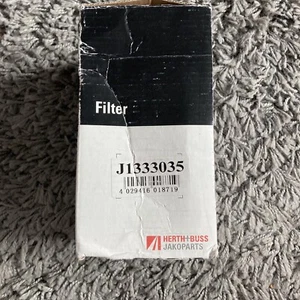 Filter
J1333035
4 029416 018719
HERTH+BUSS
JAKOPARTS